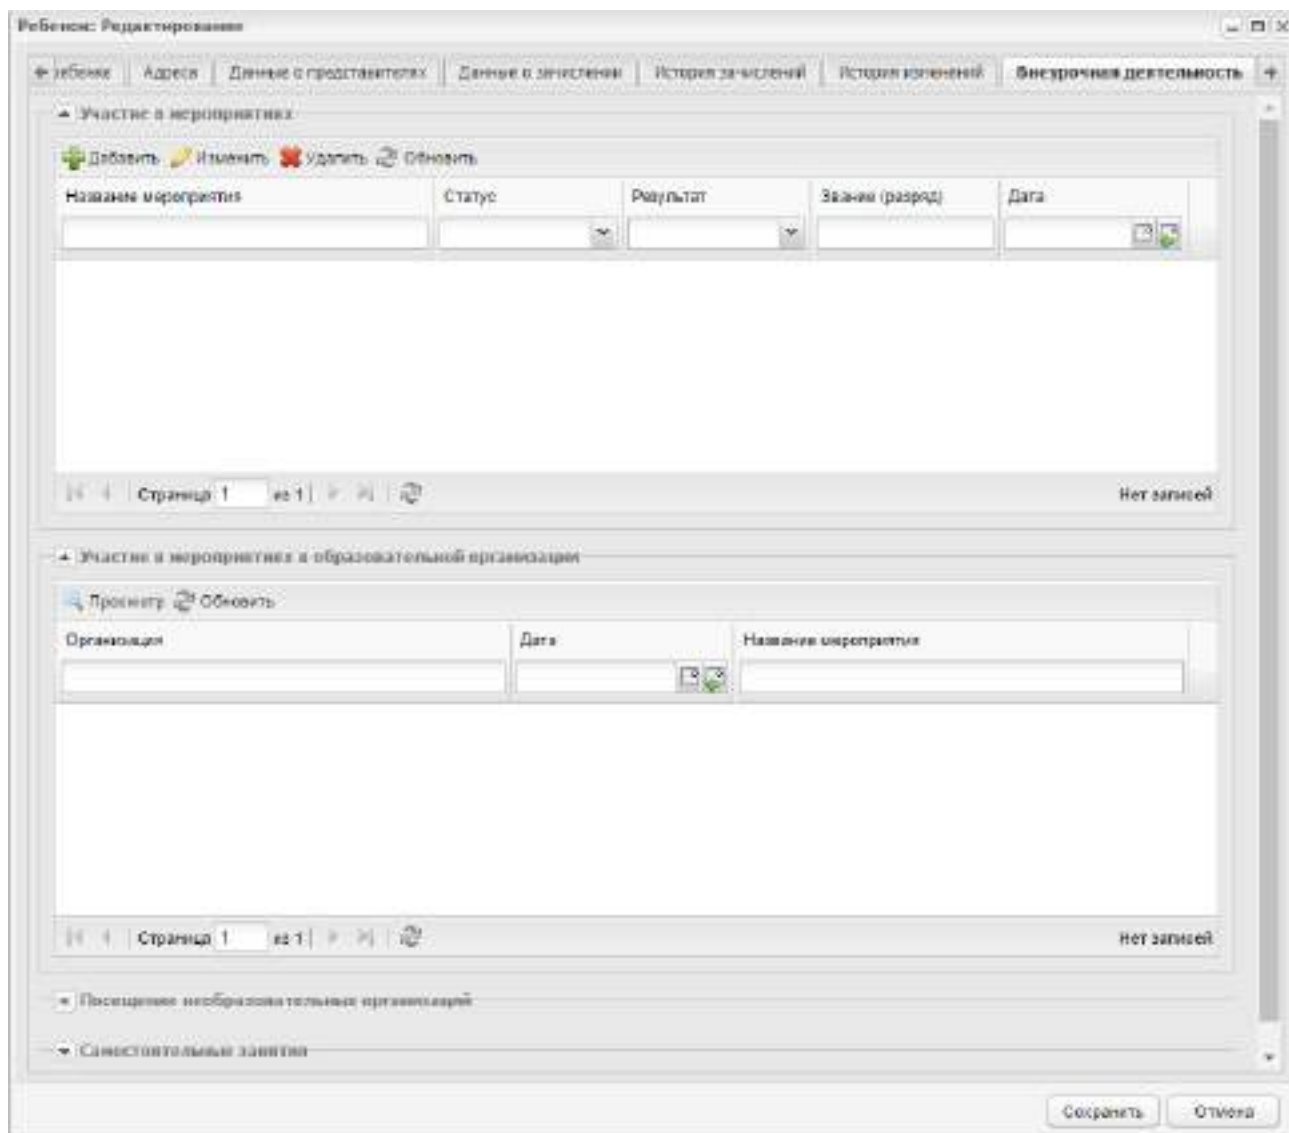 Ребенок: Редактирование
ребенке Адреса Данные о представителях Данные о зачислении История зачислений История изменений Внеурочная деятельность
Участие в мероприятиях
Добавить Изменить Удалить Обновить
Название мероприятия Статус Результат Звание (разряд) Дата
Страница 1 из 1 Нет записей
Участие в мероприятиях в образовательной организации
Просмотр Обновить
Организация Дата Название мероприятия
Страница 1 из 1 Нет записей
Посещение необразовательных организаций
Самостоятельные занятия
Сохранить Отмена